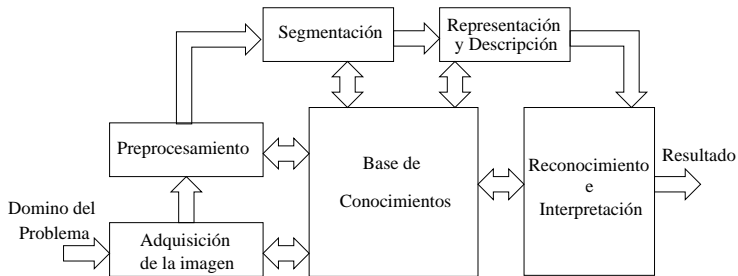 Segmentación
Representación
y Descripción
Preprocesamiento
Base de
Conocimientos
Reconocimiento
e
Interpretación
Resultado
Domino del
Problema
Adquisición
de la imagen